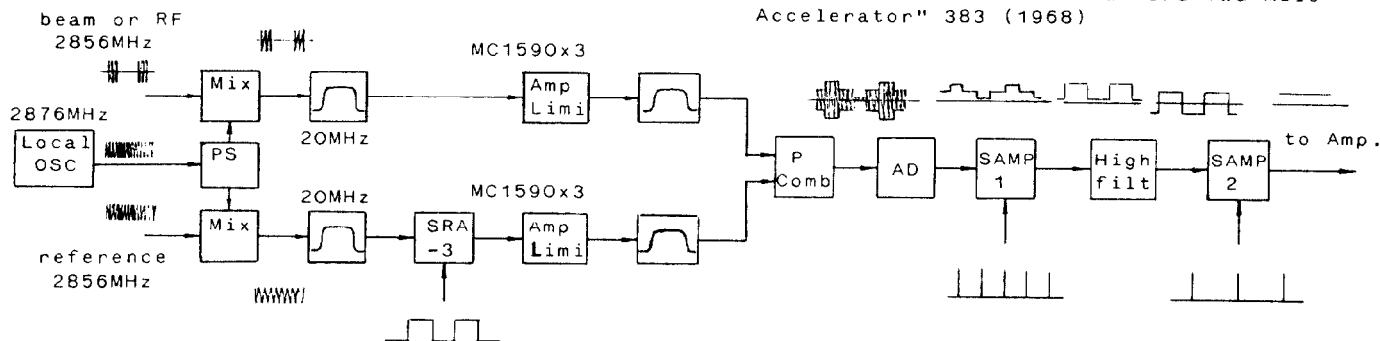 Accelerator" 383 (1968)
beam or RF
2856MHz
MC1590x3
Mix
Amp
Limi
2876MHz
20MHz
Local
OSC
PS
to Amp.
P
Comb
AD
SAMP
1
High
filt
SAMP
2
MC1590x3
20MHz
Mix
SRA
-3
Amp
Limi
reference
2856MHz